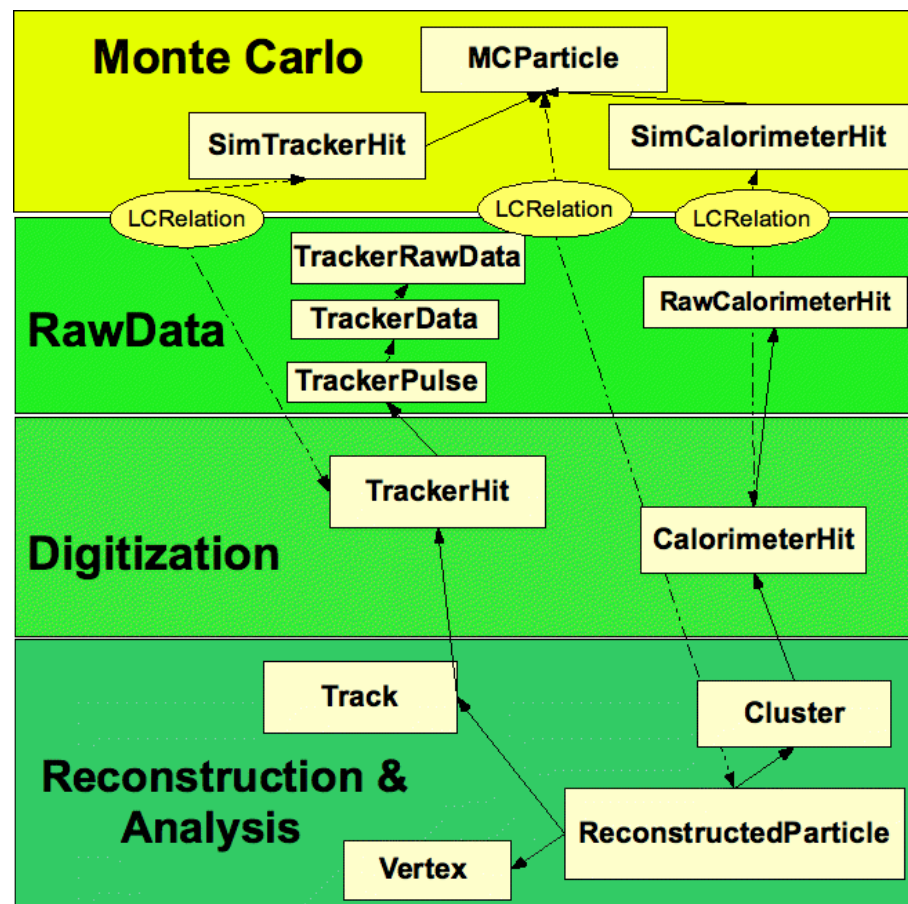 Monte Carlo
MCParticle
SimTrackerHit
SimCalorimeterHit
LCRelation
LCRelation
LCRelation
RawData
TrackerRawData
TrackerData
TrackerPulse
RawCalorimeterHit
Digitization
TrackerHit
CalorimeterHit
Reconstruction &
Analysis
Track
Cluster
ReconstructedParticle
Vertex